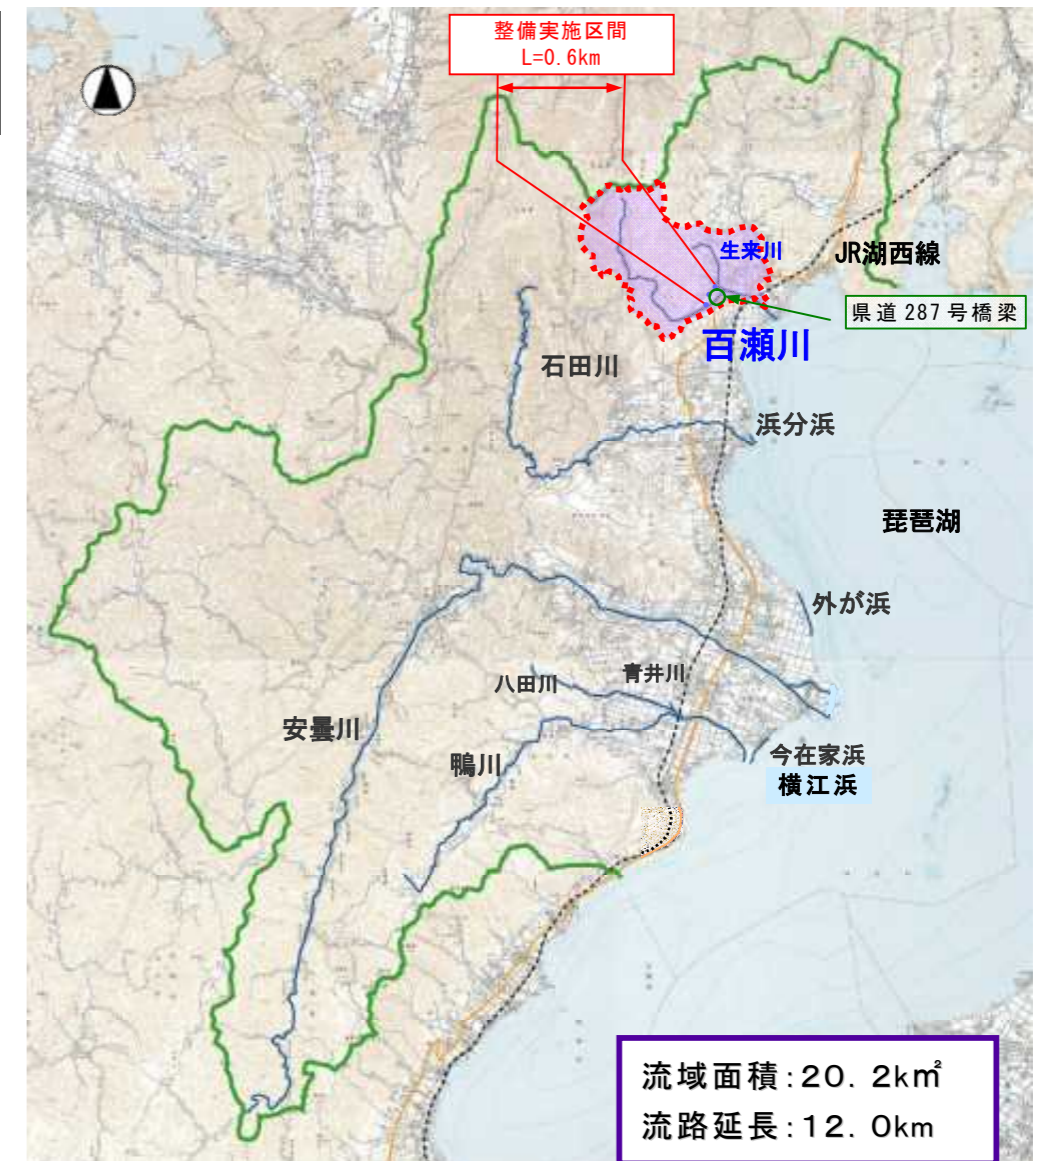 整備実施区間
L=0.6km
生来川
JR湖西線
県道287号橋梁
百瀬川
石田川
浜分浜
琵琶湖
外が浜
青井川
八田川
安曇川
鴨川
今在家浜
横江浜
流域面積:20.2k㎡
流路延長:12.0km